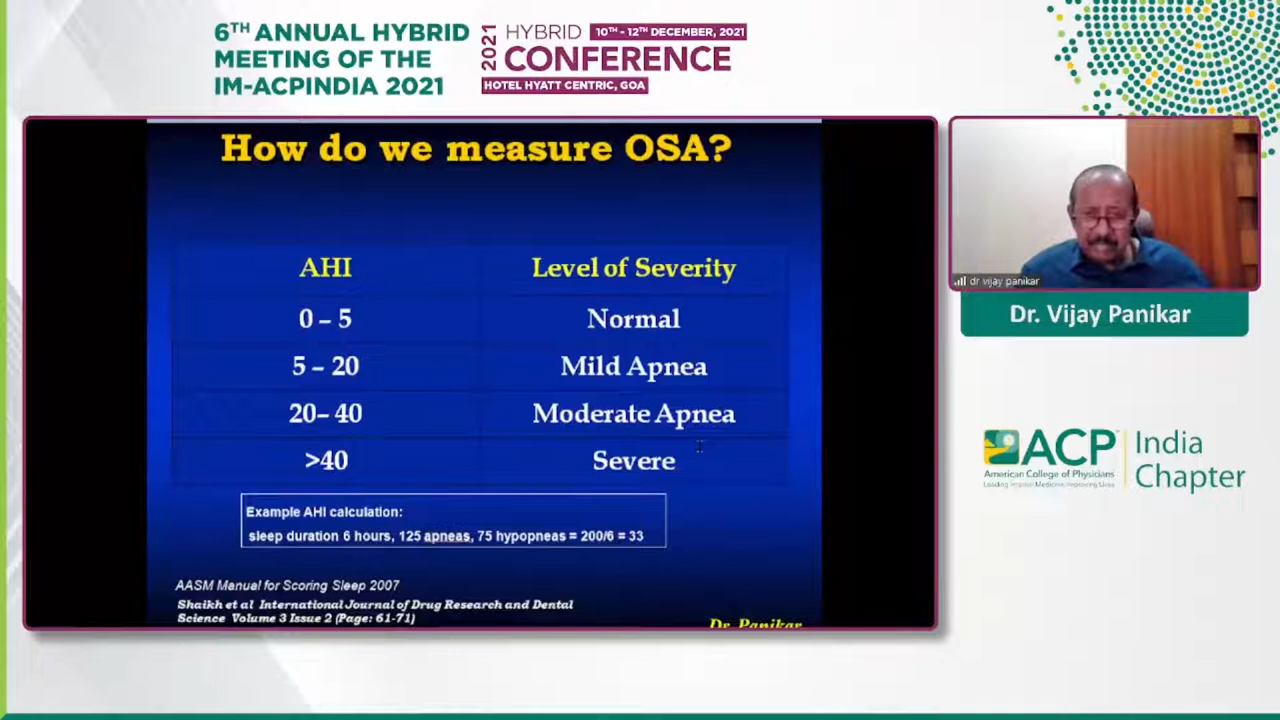 6TH ANNUAL HYBRID
MEETING OF THE
IM-ACPINDIA 2021
2021
HYBRID
10TH - 12TH DECEMBER, 2021
CONFERENCE
HOTEL HYATT CENTRIC, GOA
How do we measure OSA?
AHI Level of Severity
0 – 5 Normal
5 – 20 Mild Apnea
20– 40 Moderate Apnea
>40 Severe
Example AHI calculation:
sleep duration 6 hours, 125 apneas, 75 hypopneas = 200/6 = 33
AASM Manual for Scoring Sleep 2007
Shaikh et al International Journal of Drug Research and Dental
Science Volume 3 Issue 2 (Page: 61-71)
Dr. Panikar
dr vijay panikar
Dr. Vijay Panikar
ACP
American College of Physicians
Leading Internal Medicine, Improving Lives
India
Chapter